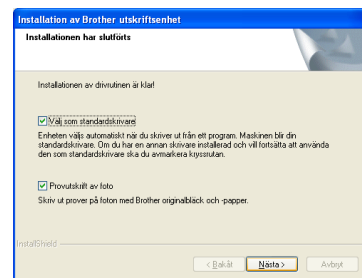 Installation av Brother utskriftsenhet
Installationen har slutförts
Installationen av drivrutinen är klar!
Välj som standardskrivare
Enheten väljs automatiskt när du skriver ut från ett program. Maskinen blir din
standardskrivare. Om du har en annan skrivare installerad och vill fortsätta att använda
den som standardskrivare ska du avmarkera kryssrutan.
Provutskrift av foto
Skriv ut prover på foton med Brother originalbläck och -papper.
InstallShield
< Bakåt
Nästa >
Avbryt